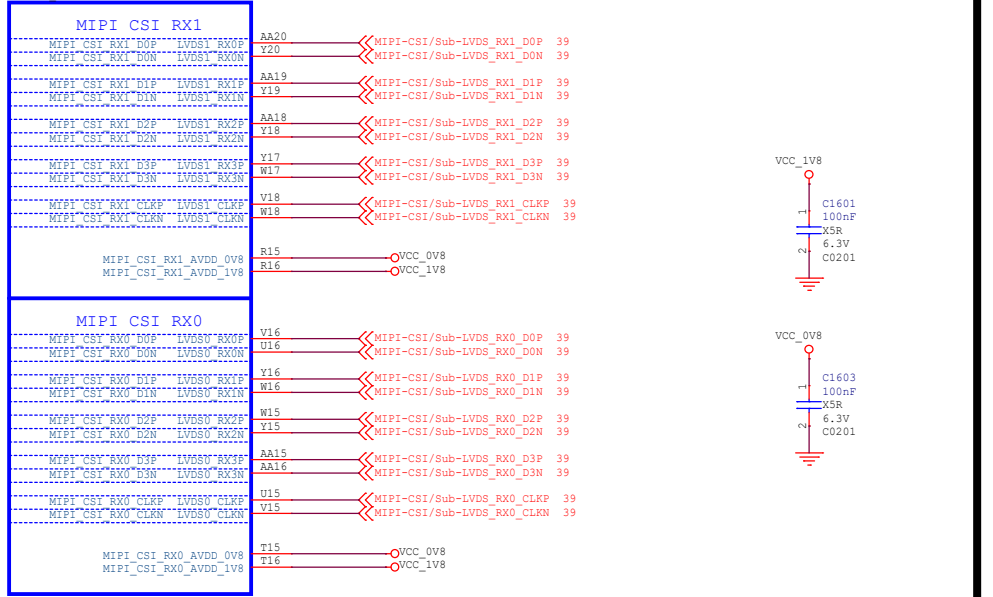 MIPI CSI RX1
MIPI_CSI_RX1_D0P LVDS1_RX0P AA20 MIPI-CSI/Sub-LVDS_RX1_D0P 39
MIPI_CSI_RX1_D0N LVDS1_RX0N Y20 MIPI-CSI/Sub-LVDS_RX1_D0N 39
MIPI_CSI_RX1_D1P LVDS1_RX1P AA19 MIPI-CSI/Sub-LVDS_RX1_D1P 39
MIPI_CSI_RX1_D1N LVDS1_RX1N Y19 MIPI-CSI/Sub-LVDS_RX1_D1N 39
MIPI_CSI_RX1_D2P LVDS1_RX2P AA18 MIPI-CSI/Sub-LVDS_RX1_D2P 39
MIPI_CSI_RX1_D2N LVDS1_RX2N Y18 MIPI-CSI/Sub-LVDS_RX1_D2N 39
MIPI_CSI_RX1_D3P LVDS1_RX3P Y17 MIPI-CSI/Sub-LVDS_RX1_D3P 39
MIPI_CSI_RX1_D3N LVDS1_RX3N W17 MIPI-CSI/Sub-LVDS_RX1_D3N 39
MIPI_CSI_RX1_CLKP LVDS1_CLKP V18 MIPI-CSI/Sub-LVDS_RX1_CLKP 39
MIPI_CSI_RX1_CLKN LVDS1_CLKN W18 MIPI-CSI/Sub-LVDS_RX1_CLKN 39
MIPI_CSI_RX1_AVDD_0V8 R15 VCC_0V8
MIPI_CSI_RX1_AVDD_1V8 R16 VCC_1V8
VCC_1V8
1
2
C1601
100nF
X5R
6.3V
C0201
MIPI CSI RX0
MIPI_CSI_RX0_D0P LVDS0_RX0P V16 MIPI-CSI/Sub-LVDS_RX0_D0P 39
MIPI_CSI_RX0_D0N LVDS0_RX0N U16 MIPI-CSI/Sub-LVDS_RX0_D0N 39
MIPI_CSI_RX0_D1P LVDS0_RX1P Y16 MIPI-CSI/Sub-LVDS_RX0_D1P 39
MIPI_CSI_RX0_D1N LVDS0_RX1N W16 MIPI-CSI/Sub-LVDS_RX0_D1N 39
MIPI_CSI_RX0_D2P LVDS0_RX2P W15 MIPI-CSI/Sub-LVDS_RX0_D2P 39
MIPI_CSI_RX0_D2N LVDS0_RX2N Y15 MIPI-CSI/Sub-LVDS_RX0_D2N 39
MIPI_CSI_RX0_D3P LVDS0_RX3P AA15 MIPI-CSI/Sub-LVDS_RX0_D3P 39
MIPI_CSI_RX0_D3N LVDS0_RX3N AA16 MIPI-CSI/Sub-LVDS_RX0_D3N 39
MIPI_CSI_RX0_CLKP LVDS0_CLKP U15 MIPI-CSI/Sub-LVDS_RX0_CLKP 39
MIPI_CSI_RX0_CLKN LVDS0_CLKN V15 MIPI-CSI/Sub-LVDS_RX0_CLKN 39
MIPI_CSI_RX0_AVDD_0V8 T15 VCC_0V8
MIPI_CSI_RX0_AVDD_1V8 T16 VCC_1V8
VCC_0V8
1
2
C1603
100nF
X5R
6.3V
C0201